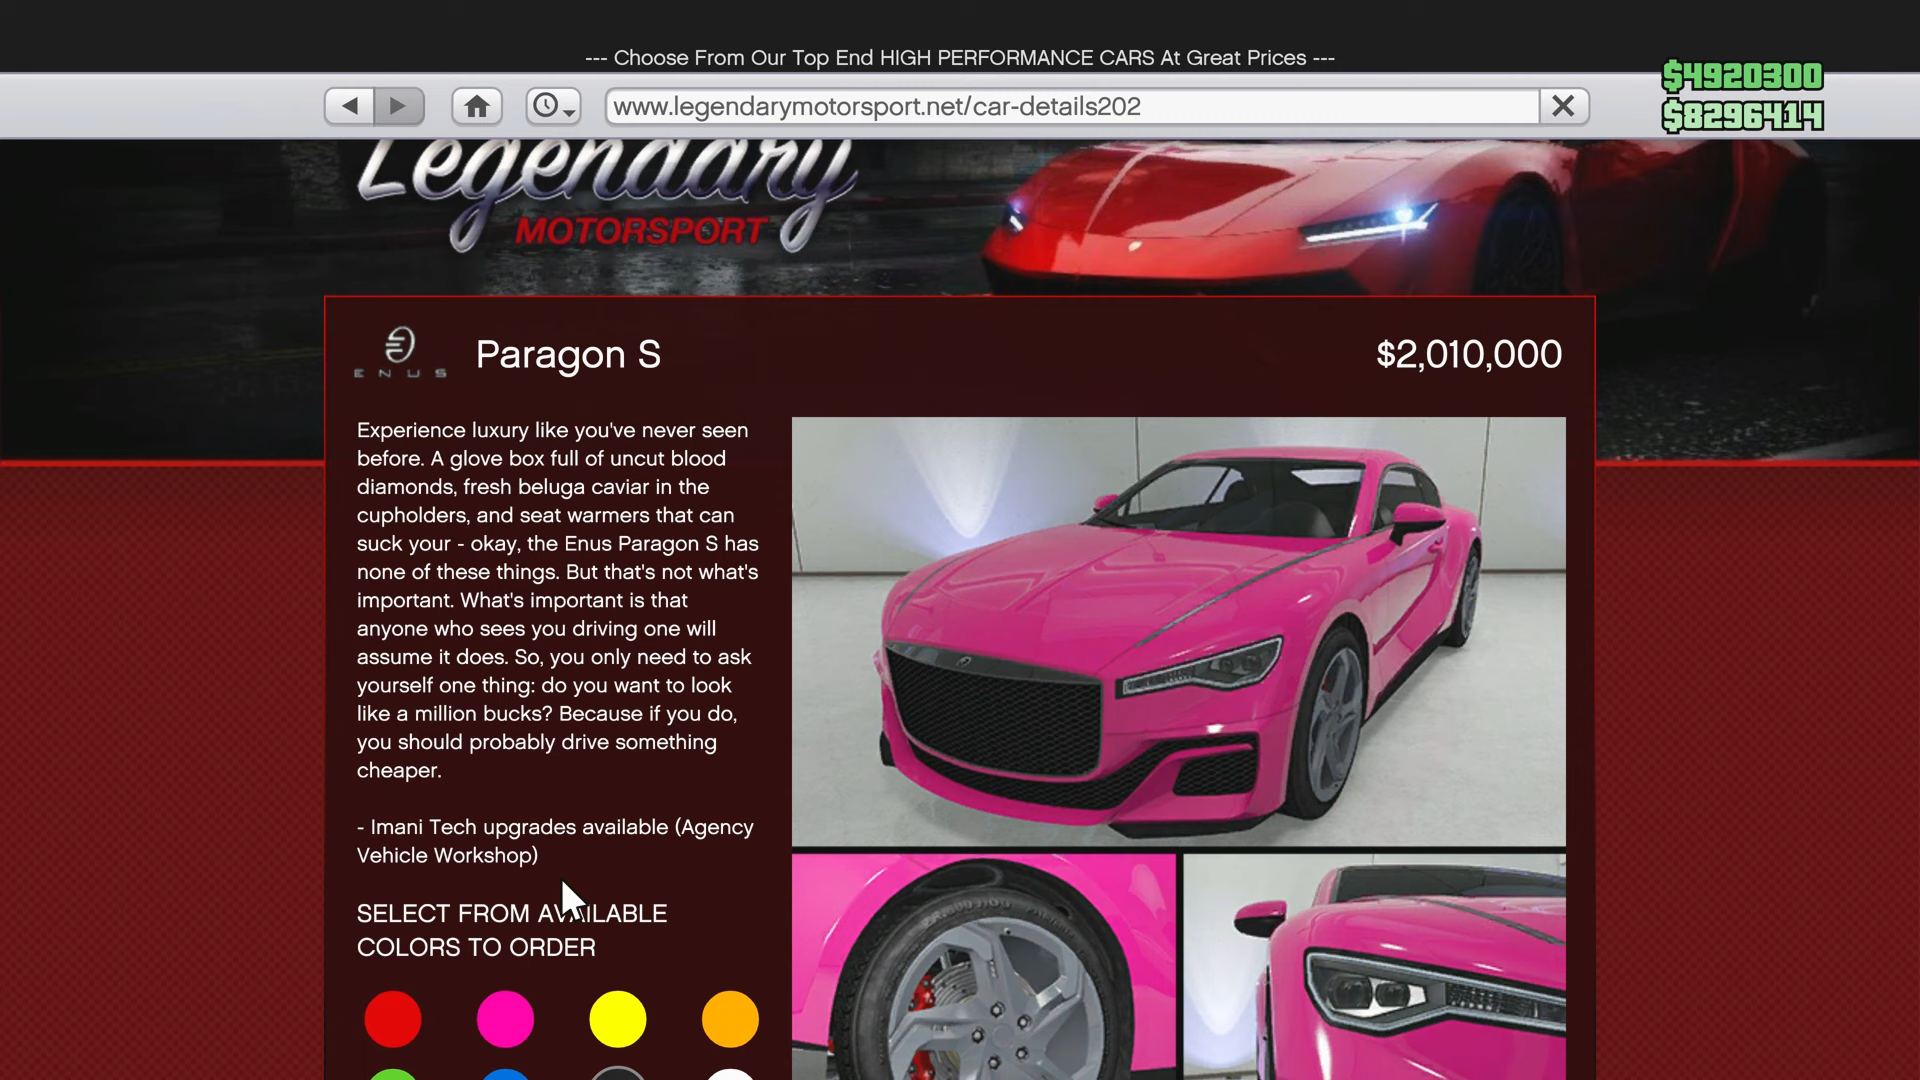 --- Choose From Our Top End HIGH PERFORMANCE CARS At Great Prices ---
www.legendarymotorsport.net/car-details202
$4920300
$8296414
Legendary
MOTORSPORT
ENUS
Paragon S
$2,010,000
Experience luxury like you've never seen
before. A glove box full of uncut blood
diamonds, fresh beluga caviar in the
cupholders, and seat warmers that can
suck your - okay, the Enus Paragon S has
none of these things. But that's not what's
important. What's important is that
anyone who sees you driving one will
assume it does. So, you only need to ask
yourself one thing: do you want to look
like a million bucks? Because if you do,
you should probably drive something
cheaper.
- Imani Tech upgrades available (Agency
Vehicle Workshop)
SELECT FROM AVAILABLE
COLORS TO ORDER